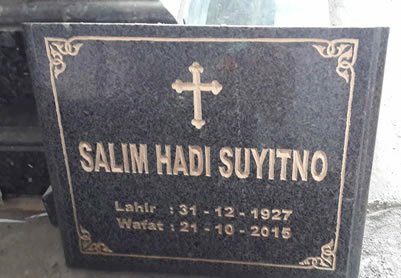 SALIM HADI SUYITNO
Lahir : 31 - 12 - 1927
Wafat : 21 - 10 - 2015